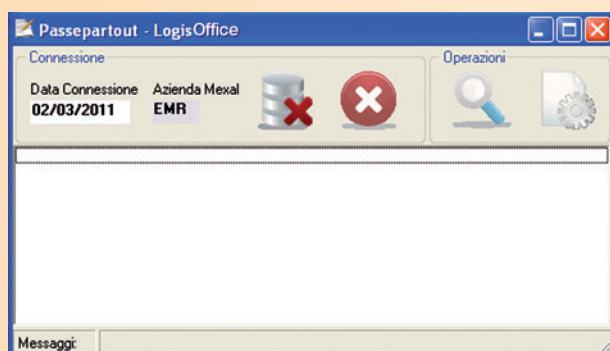 Passepartout - LogisOffice
Connessione
Operazioni
Data Connessione Azienda Mexal
02/03/2011 EMR
Messaggi: